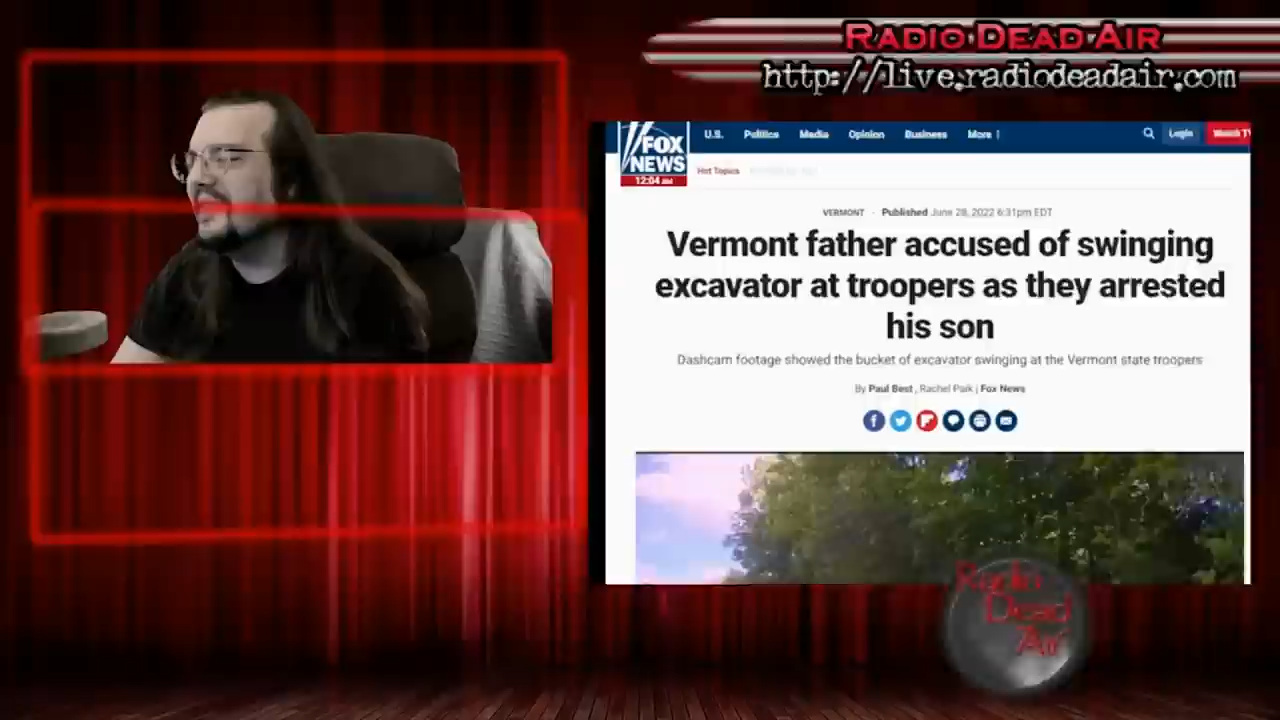 RADIO DEAD AIR
http://live.radiodeadair.com
FOX
NEWS
12:04 AM
U.S. Politics Media Opinion Business More Login Watch TV
Hot Topics
VERMONT · Published June 28, 2022 6:31pm EDT
Vermont father accused of swinging
excavator at troopers as they arrested
his son
Dashcam footage showed the bucket of excavator swinging at the Vermont state troopers
By Paul Best , Rachel Paik | Fox News
Radio
Dead
Air